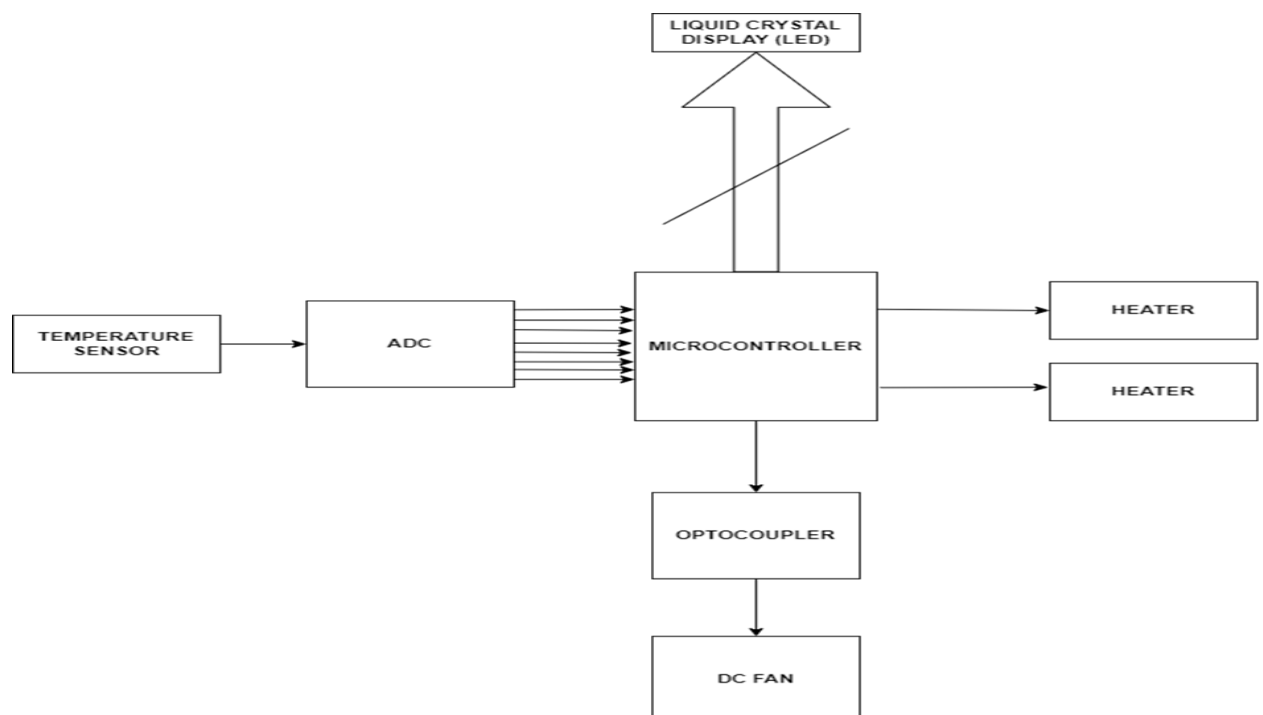 LIQUID CRYSTAL
DISPLAY (LED)
TEMPERATURE
SENSOR
ADC
MICROCONTROLLER
HEATER
HEATER
OPTOCOUPLER
DC FAN